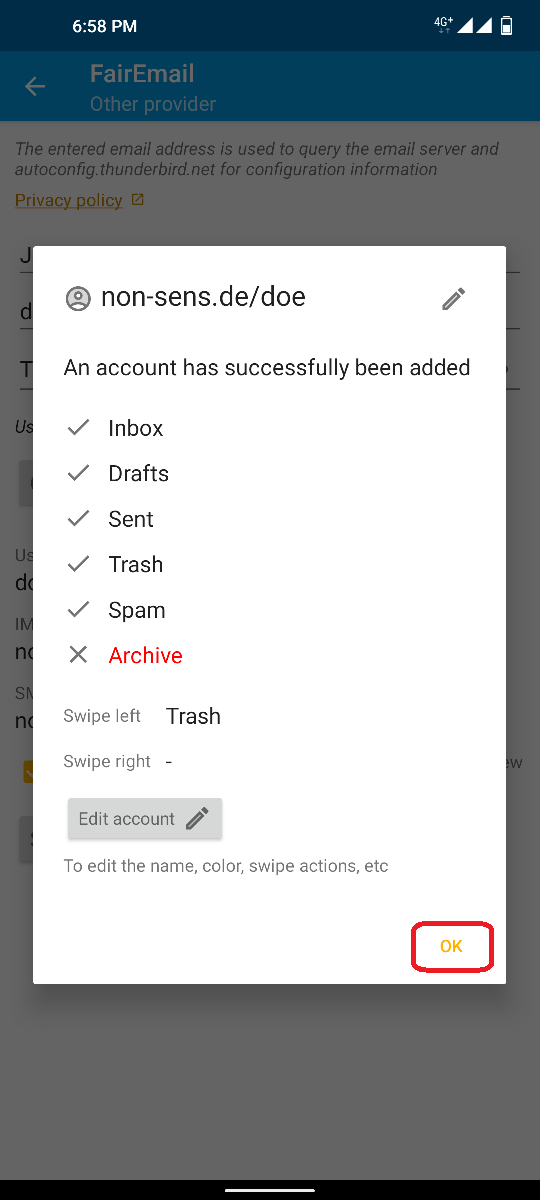 6:58 PM 4G+
FairEmail
Other provider
The entered email address is used to query the email server and
autoconfig.thunderbird.net for configuration information
Privacy policy
non-sens.de/doe
An account has successfully been added
Inbox
Drafts
Sent
Trash
Spam
Archive
Swipe left Trash
Swipe right -
Edit account
To edit the name, color, swipe actions, etc
OK